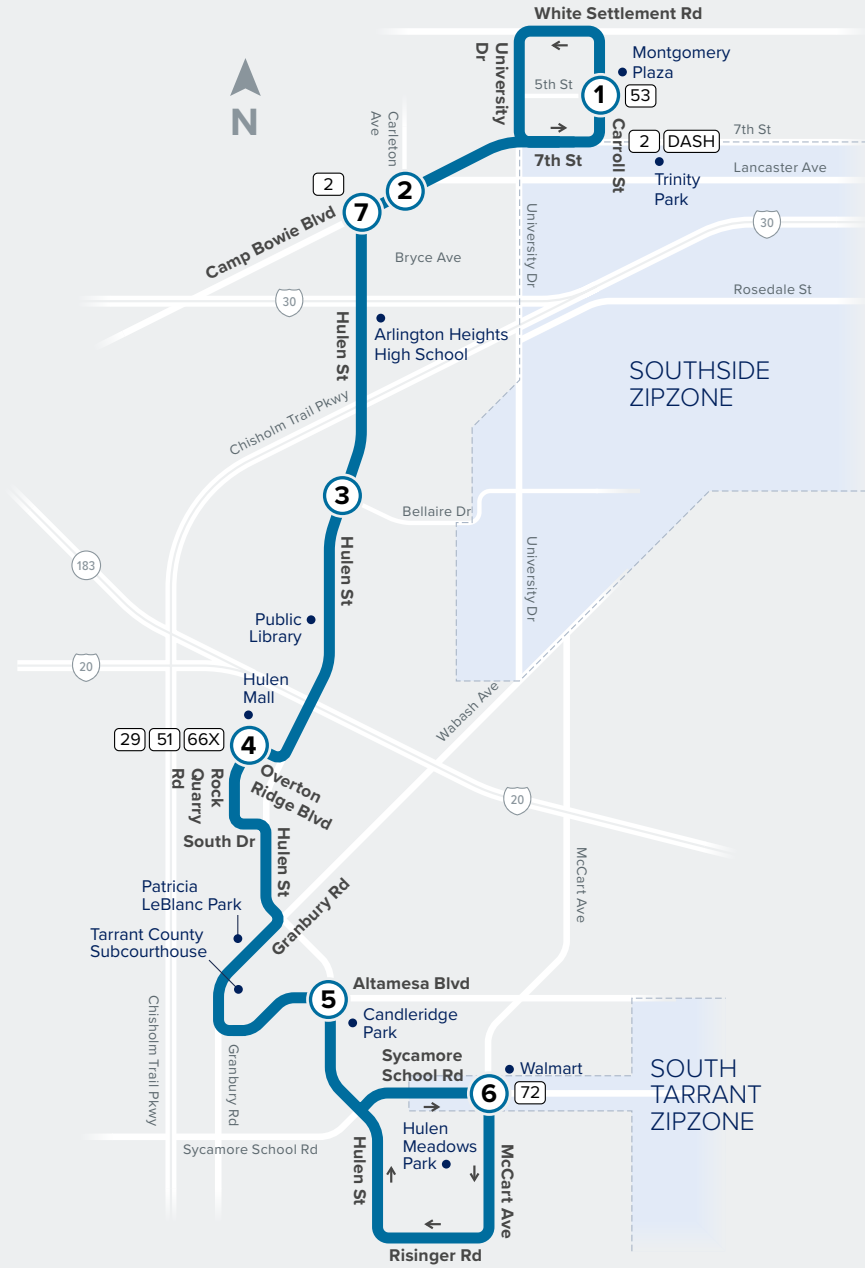 White Settlement Rd
University
Dr
Montgomery
Plaza
5th St
1
53
N
Carleton
Ave
Carroll St
2
DASH
7th St
7th St
Lancaster Ave
Trinity
Park
2
2
7
Camp Bowie Blvd
University Dr
30
Bryce Ave
30
Rosedale St
Hulen St
Arlington Heights
High School
SOUTHSIDE
ZIPZONE
Chisholm Trail Pkwy
3
Bellaire Dr
Hulen St
University Dr
183
Public
Library
20
Hulen
Mall
Wabash Ave
29
51
66X
4
Overton
Ridge Blvd
Rock
Quarry
Rd
20
South Dr
Hulen St
McCart Ave
Patricia
LeBlanc Park
Granbury Rd
Tarrant County
Subcourthouse
Altamesa Blvd
5
Candleridge
Park
Chisholm Trail Pkwy
Granbury Rd
Sycamore
School Rd
Walmart
SOUTH
TARRANT
ZIPZONE
6
72
Hulen
Meadows
Park
Sycamore School Rd
Hulen St
McCart Ave
Risinger Rd